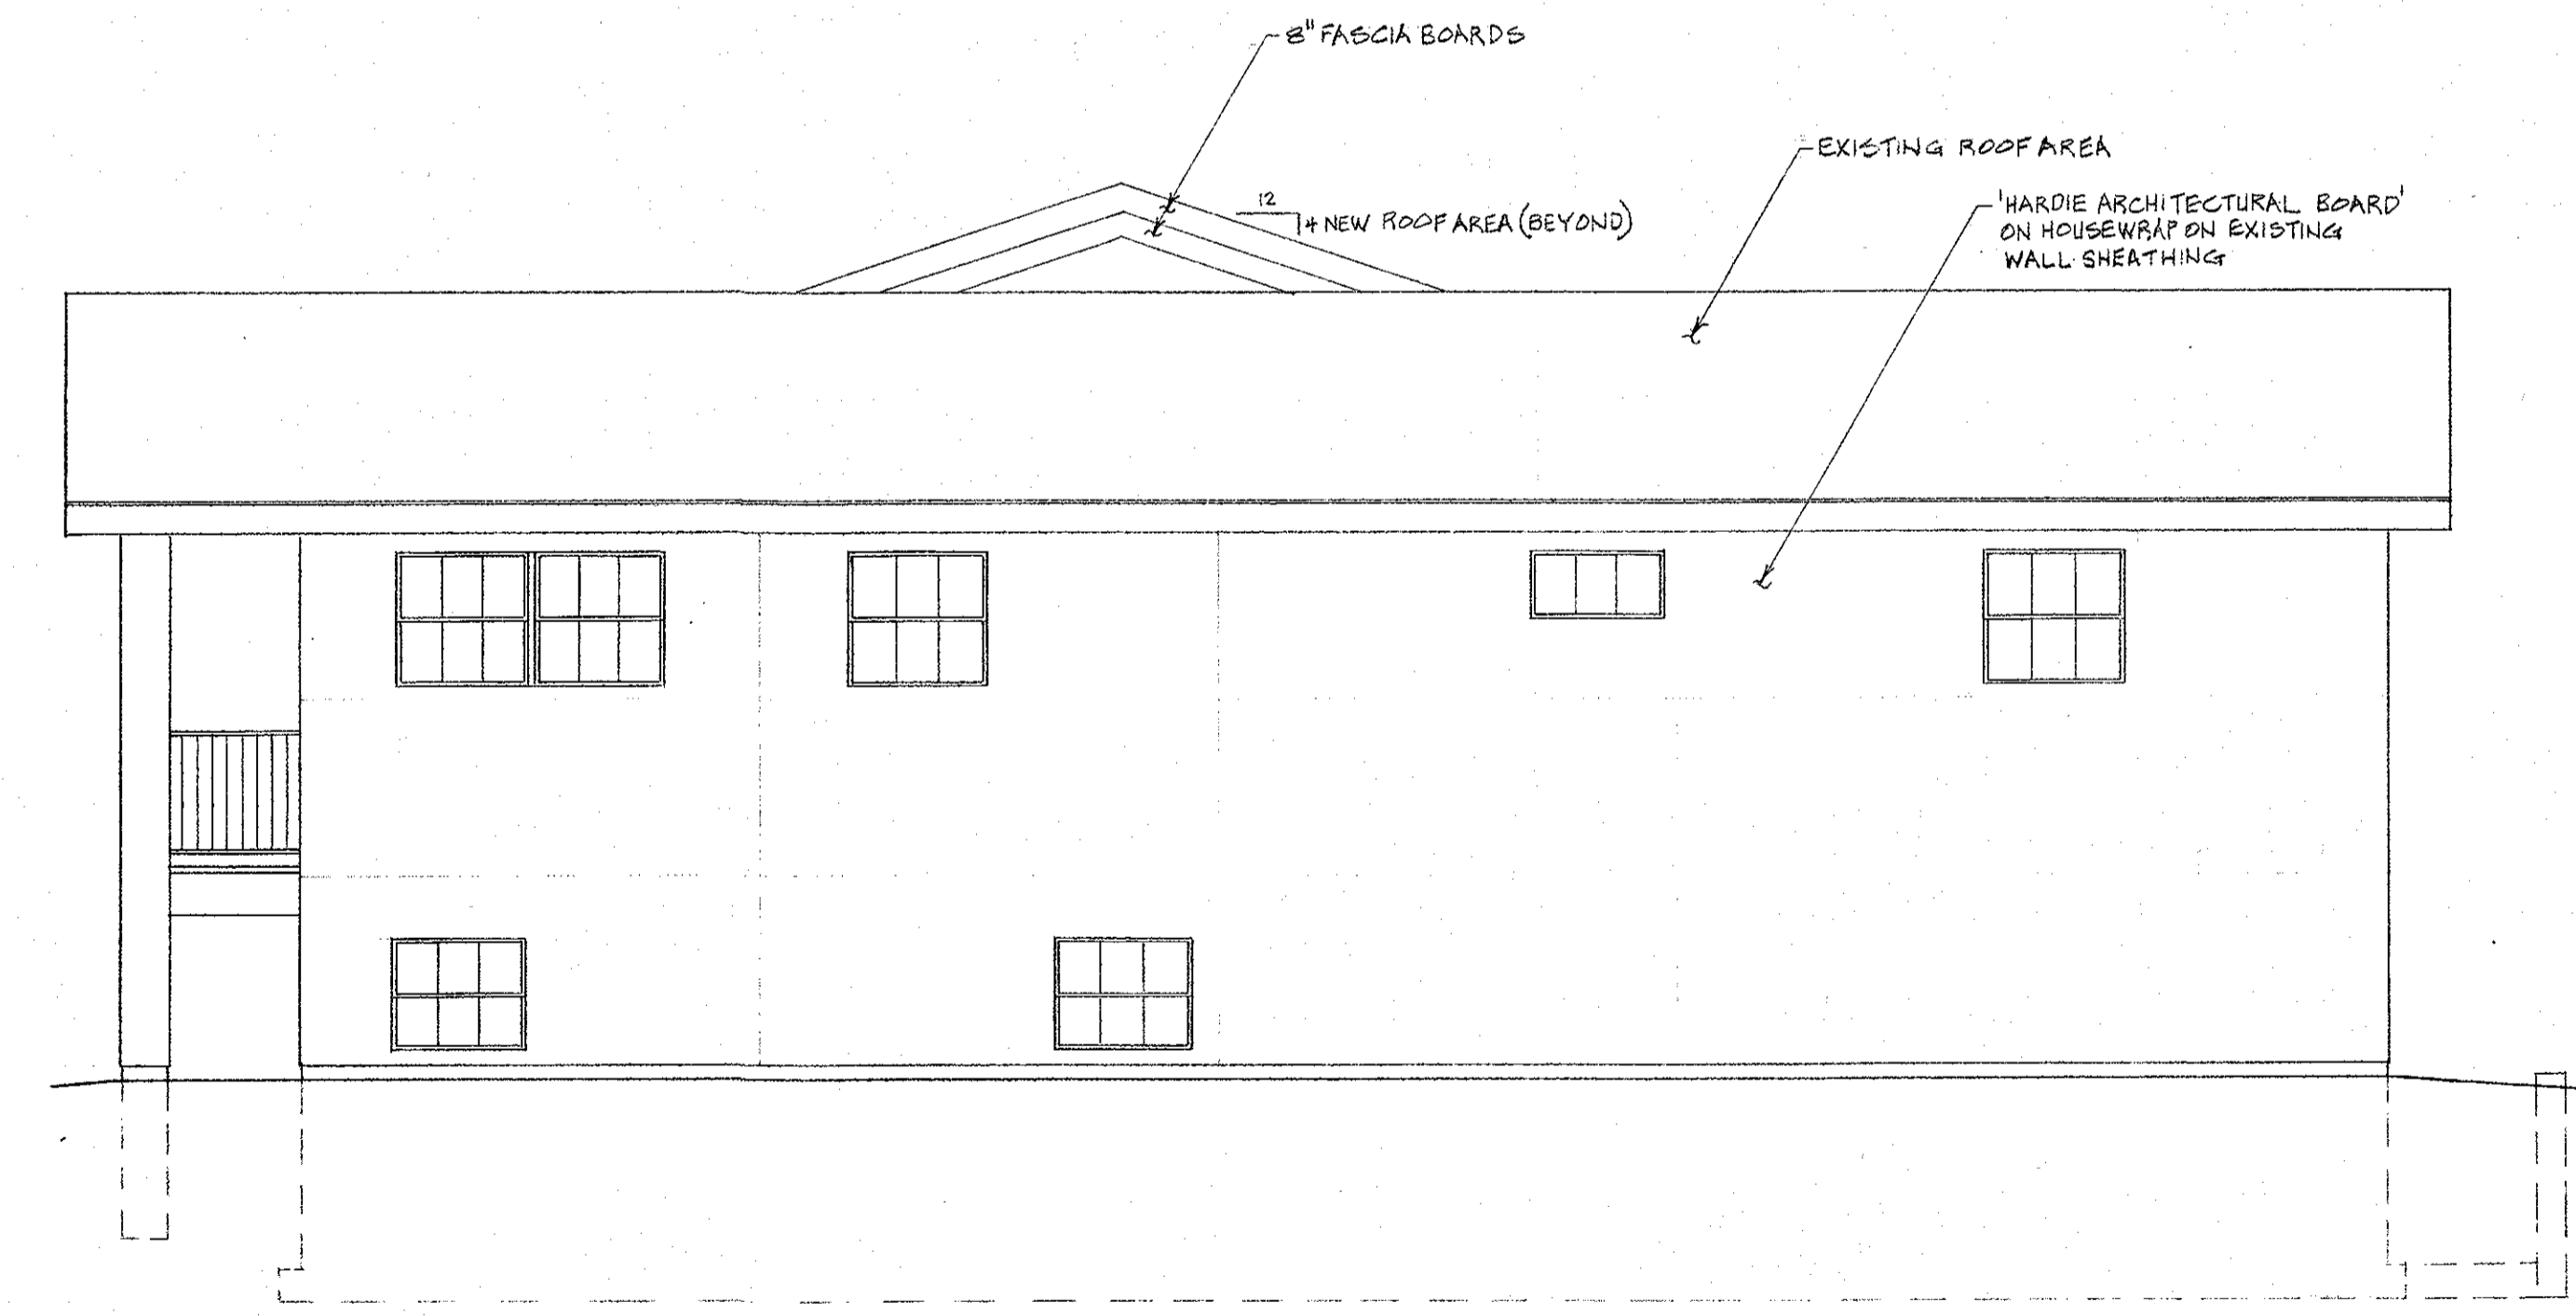 8" FASCIA BOARDS
EXISTING ROOF AREA
'HARDIE ARCHITECTURAL BOARD'
ON HOUSEWRAP ON EXISTING
WALL SHEATHING
12
4 NEW ROOF AREA (BEYOND)